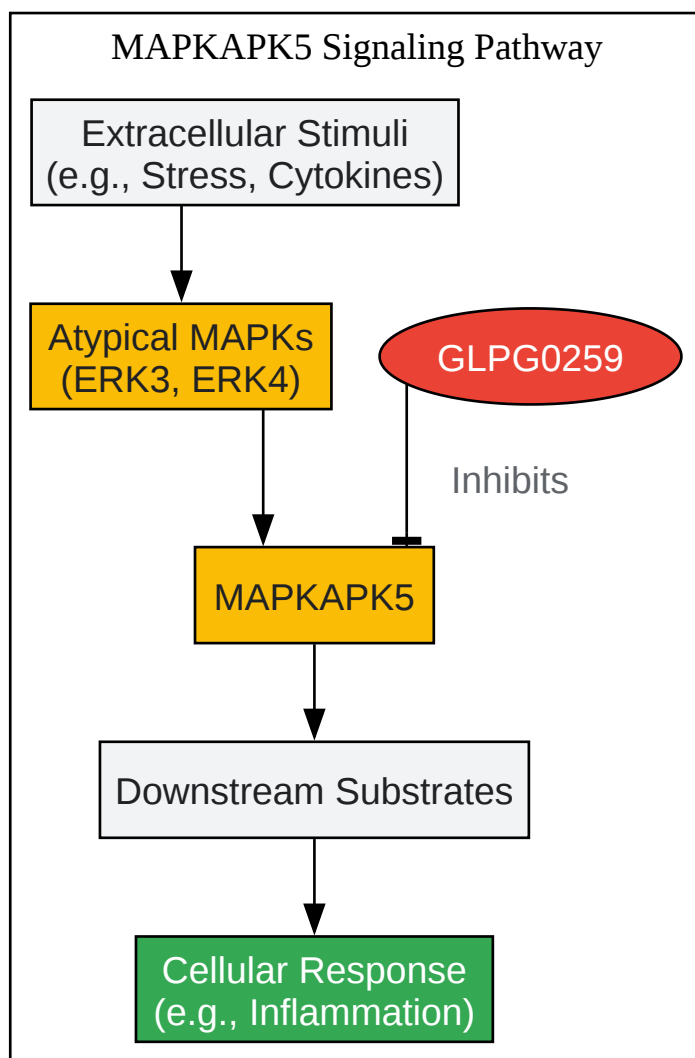 MAPKAPK5 Signaling Pathway
Extracellular Stimuli
(e.g., Stress, Cytokines)
Atypical MAPKs
(ERK3, ERK4)
GLPG0259
Inhibits
MAPKAPK5
Downstream Substrates
Cellular Response
(e.g., Inflammation)